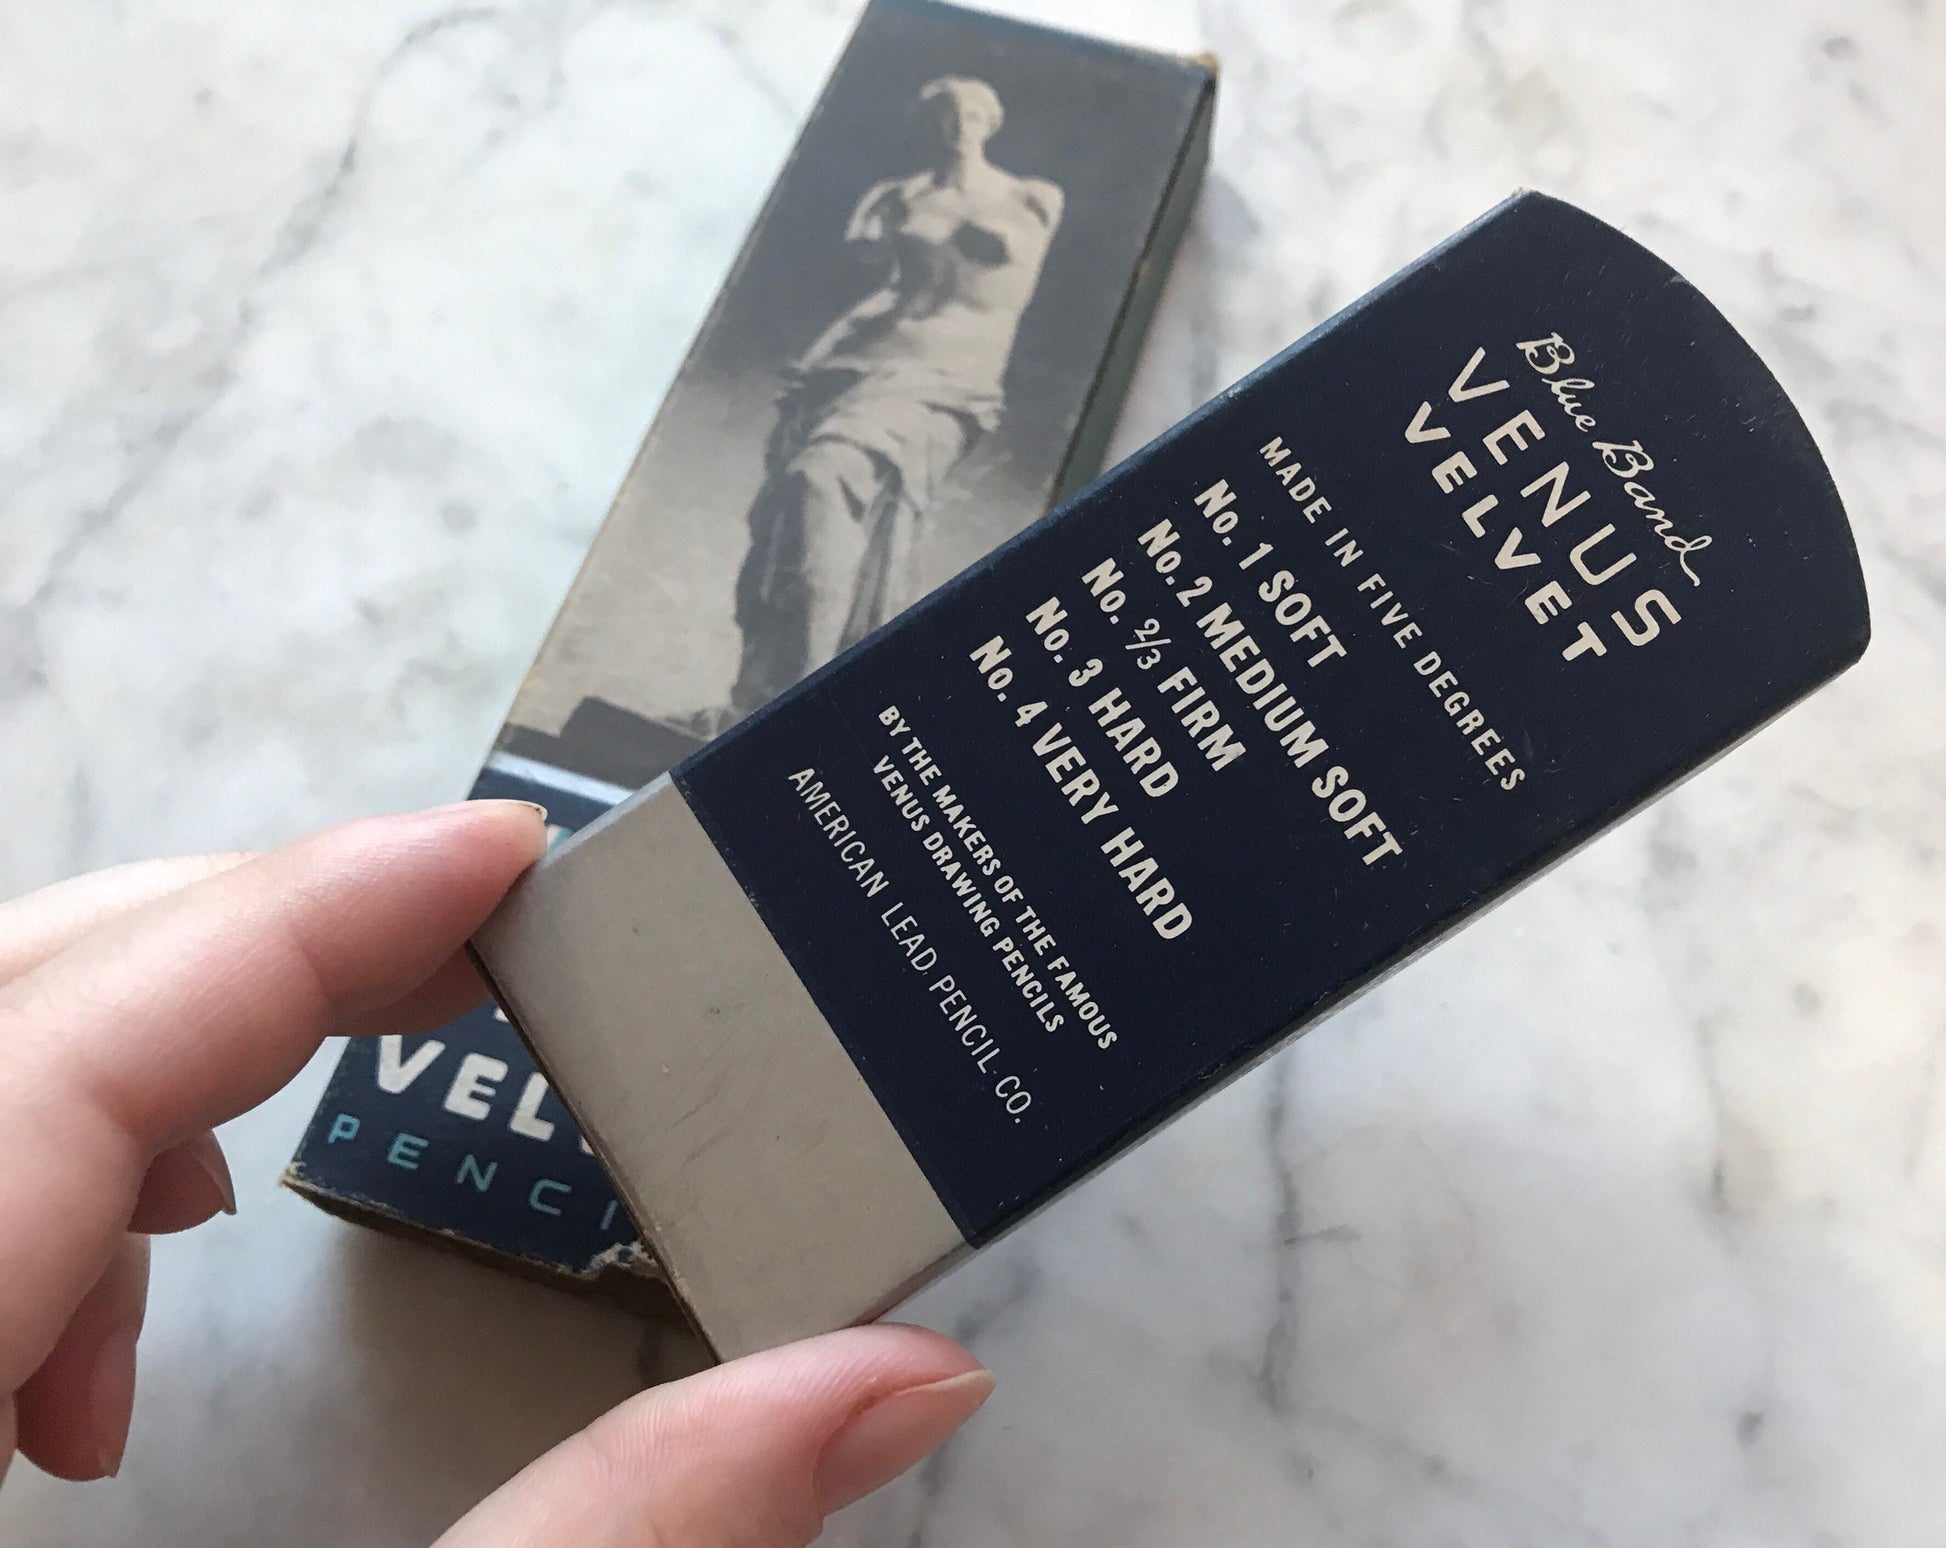 Blue Band
VENUS
VELVET
MADE IN FIVE DEGREES
No. 1 SOFT
No. 2 MEDIUM SOFT
No. 2/3 FIRM
No. 3 HARD
No. 4 VERY HARD
BY THE MAKERS OF THE FAMOUS
VENUS DRAWING PENCILS
AMERICAN LEAD PENCIL CO.
VEL
PENCI